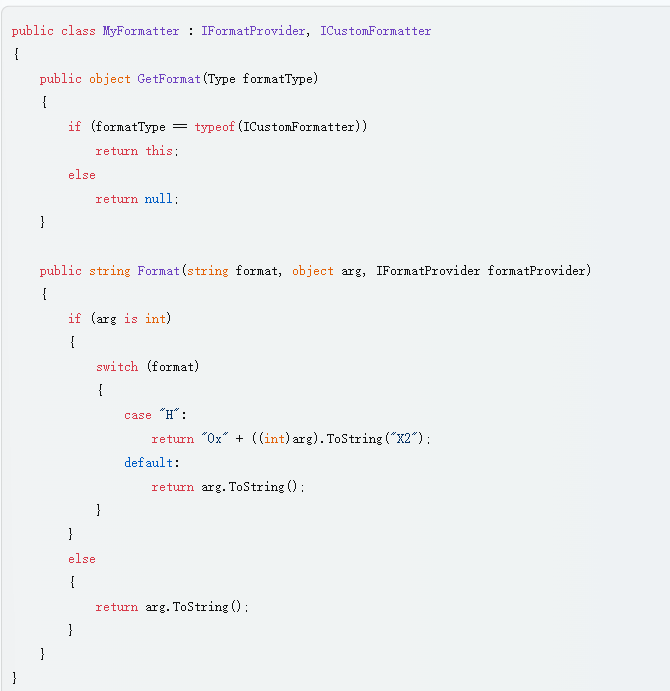 public class MyFormatter : IFormatProvider, ICustomFormatter
{
    public object GetFormat(Type formatType)
    {
        if (formatType == typeof(ICustomFormatter))
            return this;
        else
            return null;
    }

    public string Format(string format, object arg, IFormatProvider formatProvider)
    {
        if (arg is int)
        {
            switch (format)
            {
                case "H":
                    return "0x" + ((int)arg).ToString("X2");
                default:
                    return arg.ToString();
            }
        }
        else
        {
            return arg.ToString();
        }
    }
}